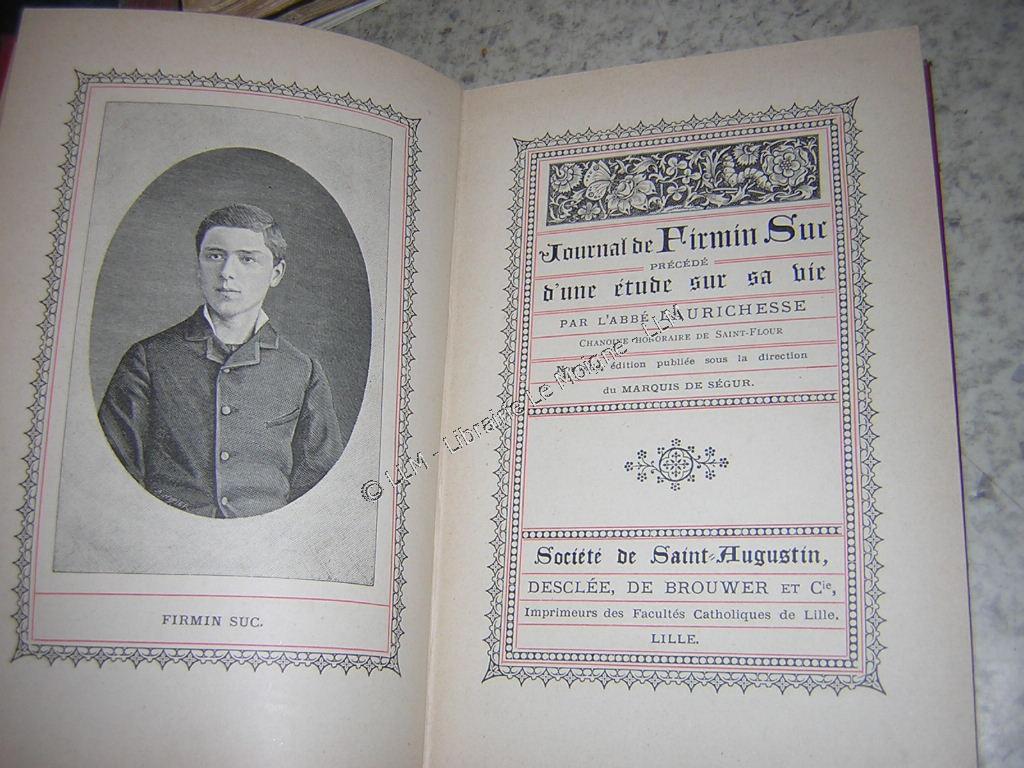 FIRMIN SUC.
Journal de Firmin Suc
PRÉCÉDÉ
d'une étude sur sa vie
PAR L'ABBÉ LAURICHESSE
CHANOINE HONORAIRE DE SAINT-FLOUR
édition publiée sous la direction
du MARQUIS DE SÉGUR.
Société de Saint-Augustin,
DESCLÉE, DE BROUWER ET Cie,
Imprimeurs des Facultés Catholiques de Lille.
LILLE.
© LLM - Librairie Le Moigne - LLM